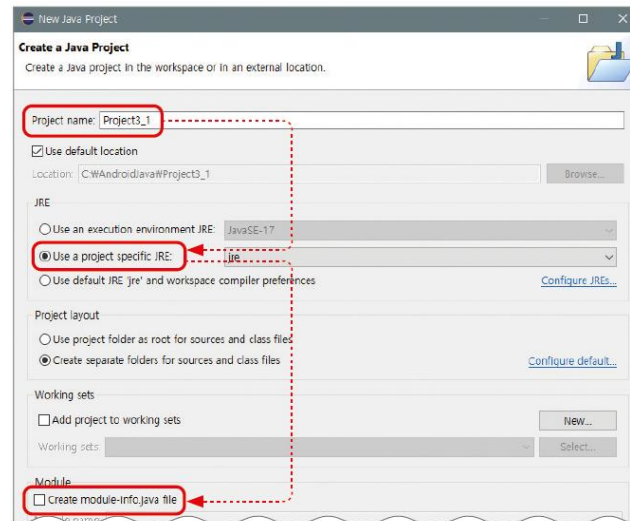 New Java Project
Create a Java Project
Create a Java project in the workspace or in an external location.
Project name: Project3_1
Use default location
Location: C:₩AndroidJava₩Project3_1 Browse...
JRE
Use an execution environment JRE: JavaSE-17
Use a project specific JRE: jre
Use default JRE 'jre' and workspace compiler preferences Configure JREs...
Project layout
Use project folder as root for sources and class files
Create separate folders for sources and class files Configure default...
Working sets
Add project to working sets New...
Working sets: Select...
Module
Create module-info.java file